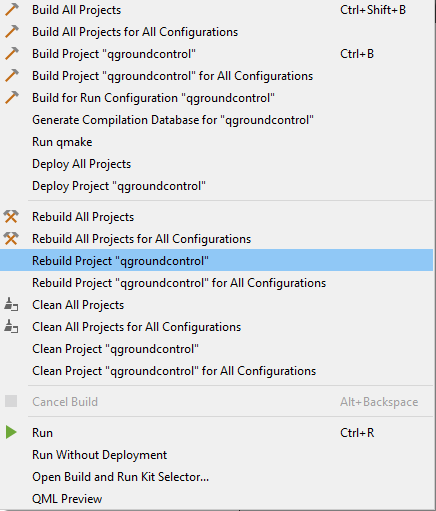 Build All Projects Ctrl+Shift+B
Build All Projects for All Configurations
Build Project "qgroundcontrol" Ctrl+B
Build Project "qgroundcontrol" for All Configurations
Build for Run Configuration "qgroundcontrol"
Generate Compilation Database for "qgroundcontrol"
Run qmake
Deploy All Projects
Deploy Project "qgroundcontrol"
Rebuild All Projects
Rebuild All Projects for All Configurations
Rebuild Project "qgroundcontrol"
Rebuild Project "qgroundcontrol" for All Configurations
Clean All Projects
Clean All Projects for All Configurations
Clean Project "qgroundcontrol"
Clean Project "qgroundcontrol" for All Configurations
Cancel Build Alt+Backspace
Run Ctrl+R
Run Without Deployment
Open Build and Run Kit Selector...
QML Preview